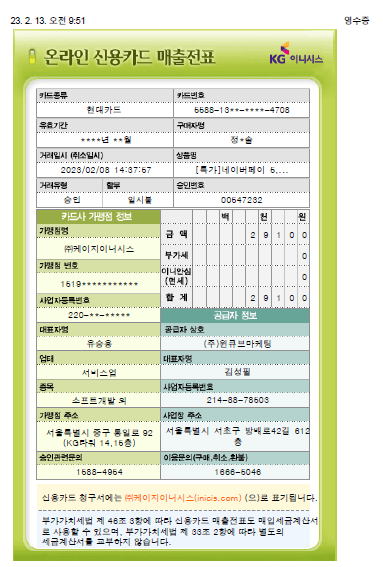 23. 2. 13. 오전 9:51
영수증
온라인 신용카드 매출전표
KG 이니시스
카드종류 카드번호
현대카드 5588-13**-****-4708
유효기간 구매자명
****년 **월 정*솔
거래일시 (취소일시) 상품명
2023/02/08 14:37:57 [특가]네이버페이 5,...
거래유형 할부 승인번호
승인 일시불 00547232
카드사 가맹점 정보
백 원 원
가맹점명
㈜케이지이니시스
금 액 2 9 1 0 0
부가세 0
가맹점 번호
1519***********
이니안심
(면세) 0
사업자등록번호
합 계 2 9 1 0 0
220-**-*****
공급자 정보
대표자명 공급자 상호
유승용 (주)윈큐브마케팅
업태 대표자명
서비스업 김성필
종목 사업자등록번호
소프트개발 외 214-88-78503
가맹점 주소 사업장 주소
서울특별시 중구 통일로 92
(KG타워 14,15층)
서울특별시 서초구 방배로42길 612
층
승인관련문의 이용문의(구매,취소,환불)
1588-4954 1666-5046
신용카드 청구서에는 ㈜케이지이니시스(inicis.com) (으)로 표기됩니다.
부가가치세법 제 46조 3항에 따라 신용카드 매출전표도 매입세금계산서
로 사용할 수 있으며, 부가가치세법 제 33조 2항에 따라 별도의
세금계산서를 교부하지 않습니다.